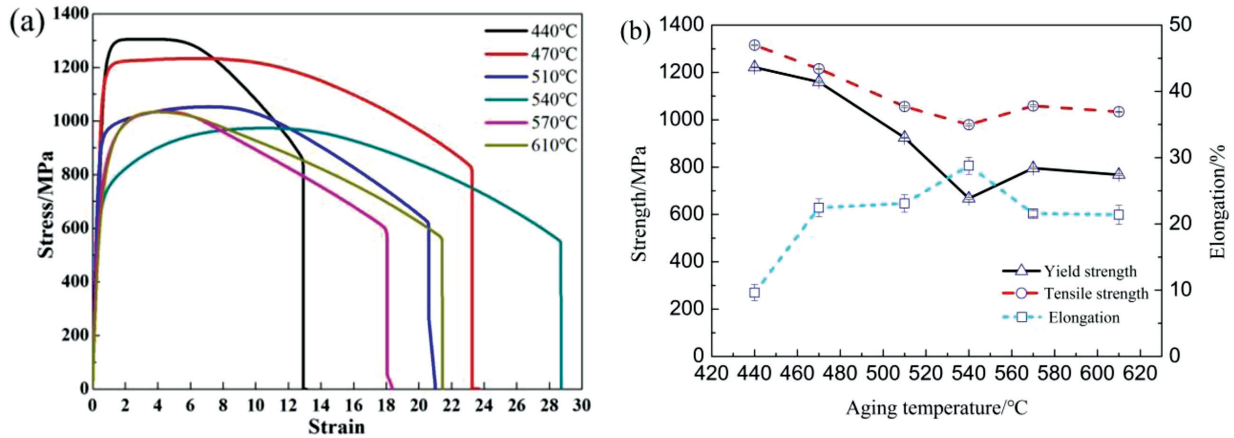 (a)
1400
1200
1000
800
600
400
200
0
Stress/MPa
440℃
470℃
510℃
540℃
570℃
610℃
0 2 4 6 8 10 12 14 16 18 20 22 24 26 28 30
Strain
(b)
1400
1200
1000
800
600
400
200
0
Strength/MPa
50
40
30
20
10
0
Elongation/%
Yield strength
Tensile strength
Elongation
420 440 460 480 500 520 540 560 580 600 620
Aging temperature/℃